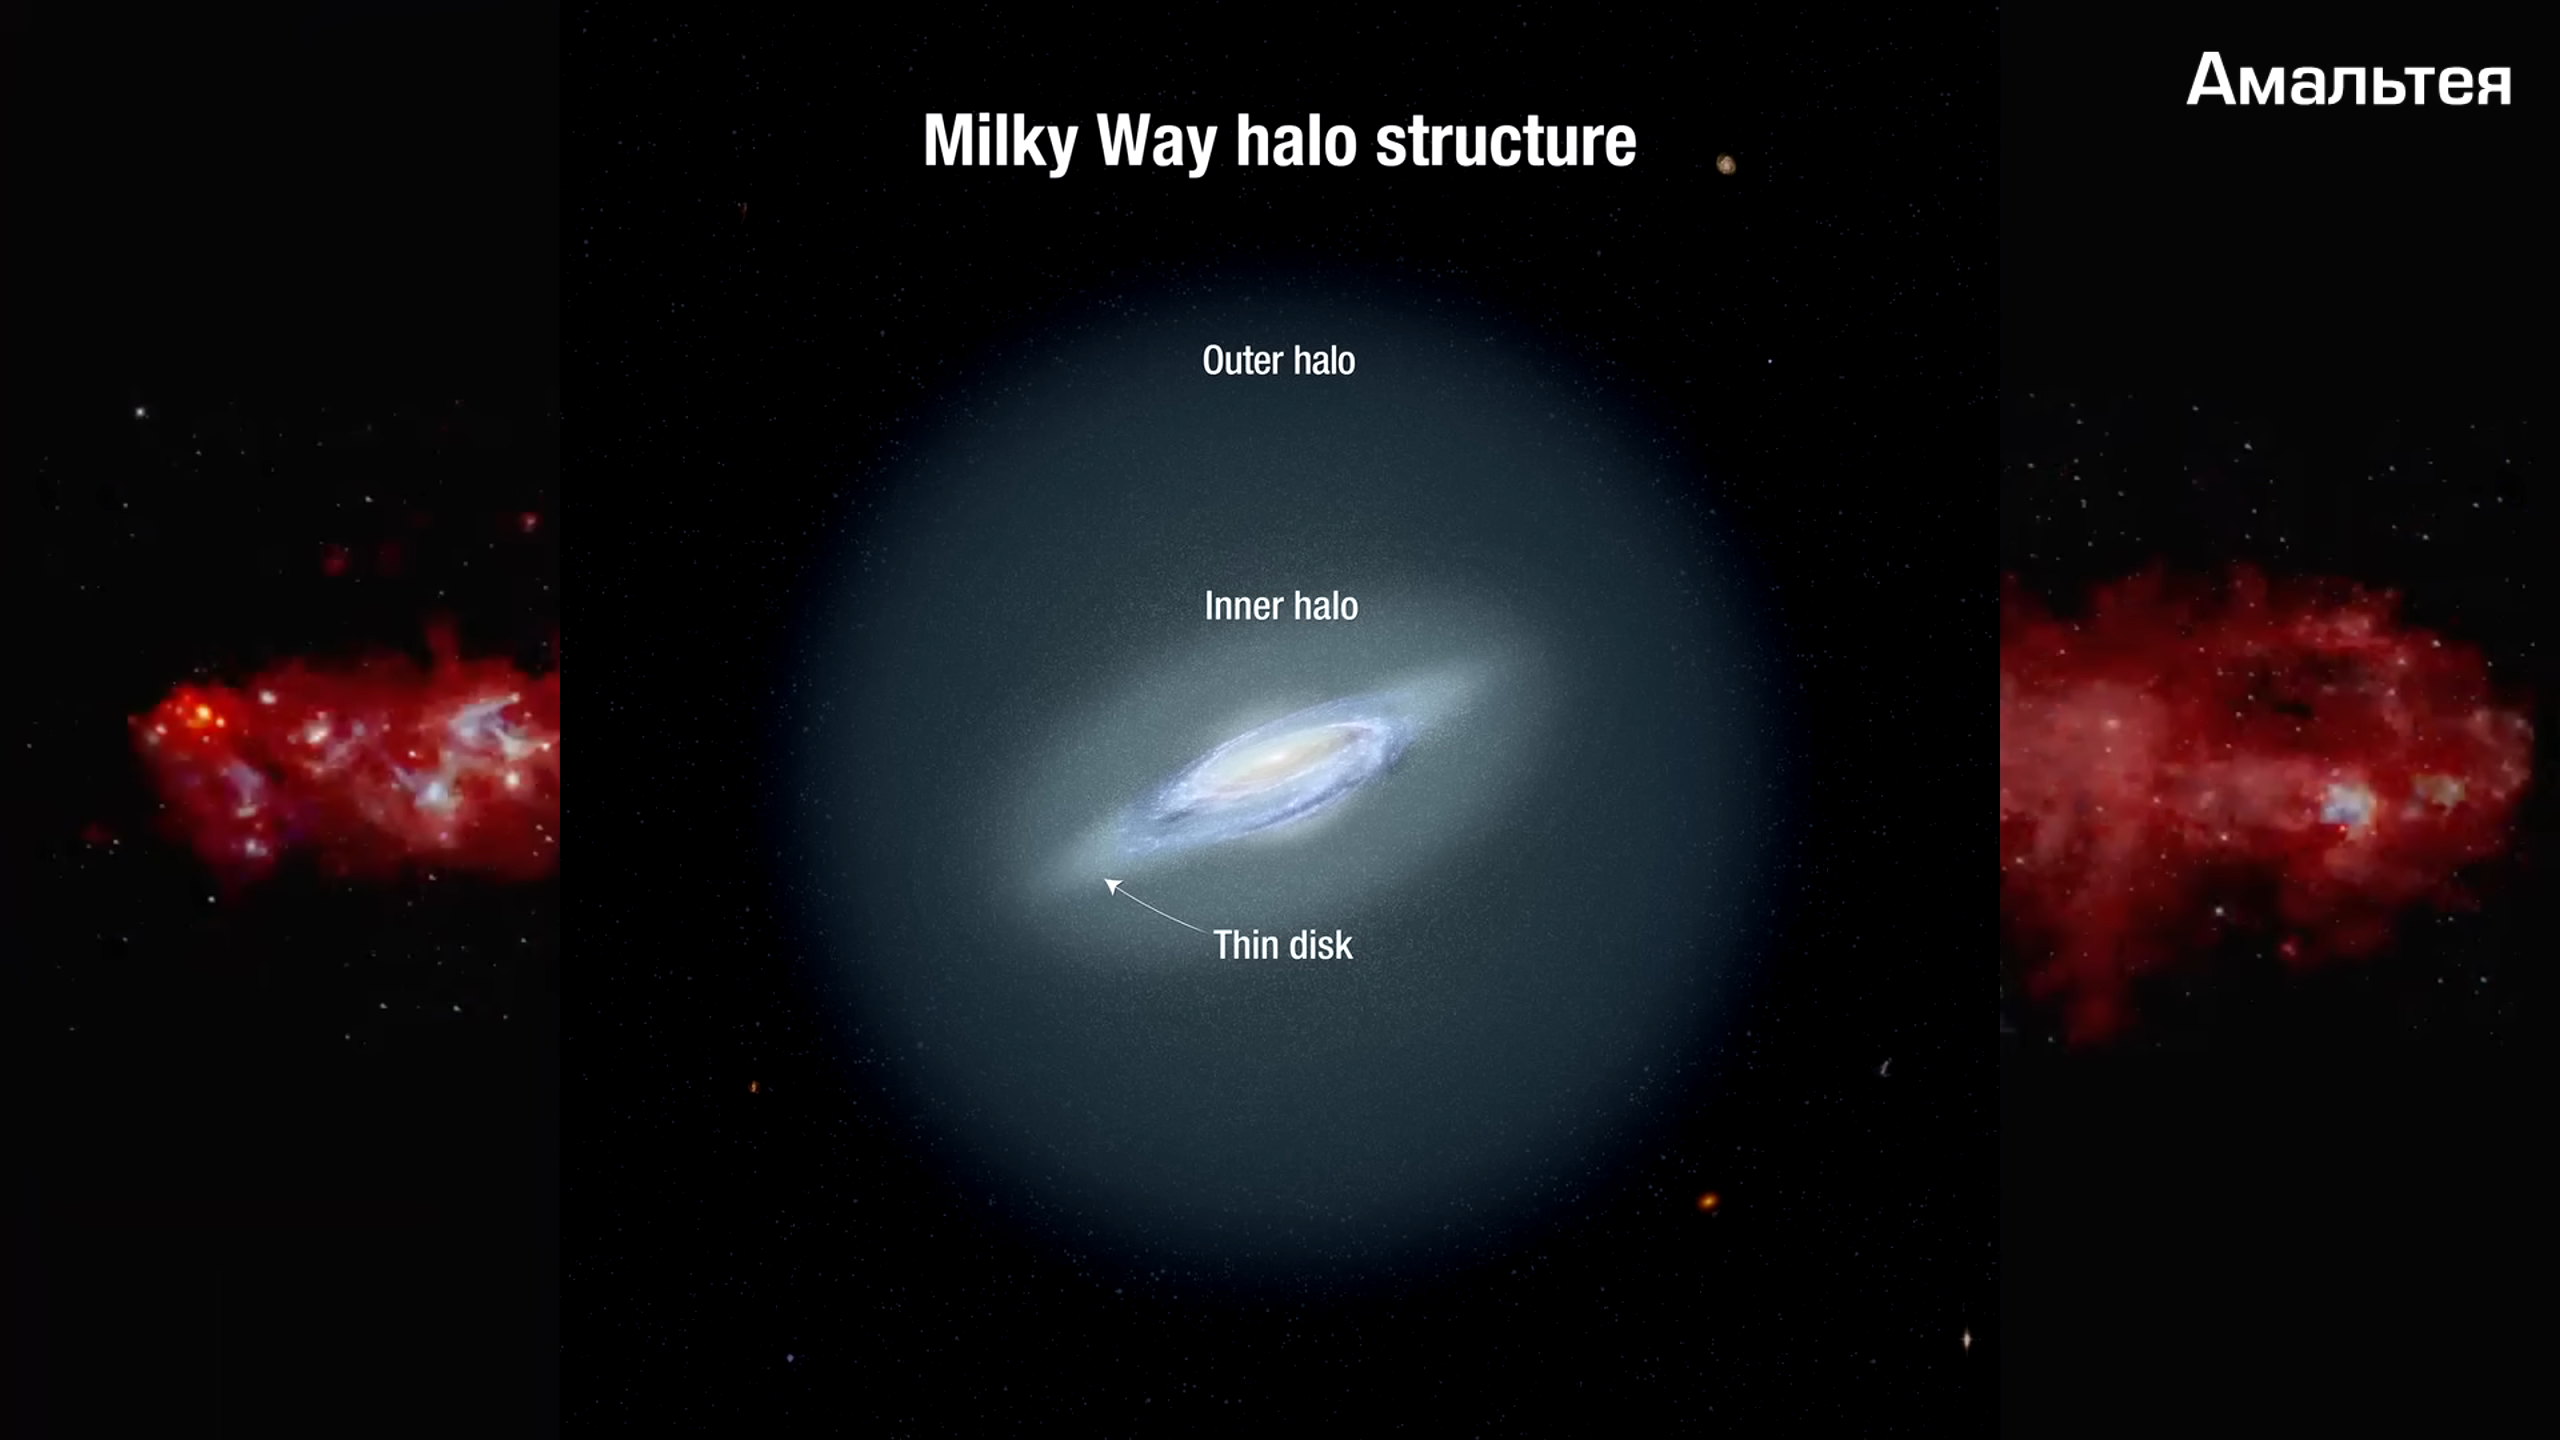 Амальтея
Milky Way halo structure
Outer halo
Inner halo
Thin disk